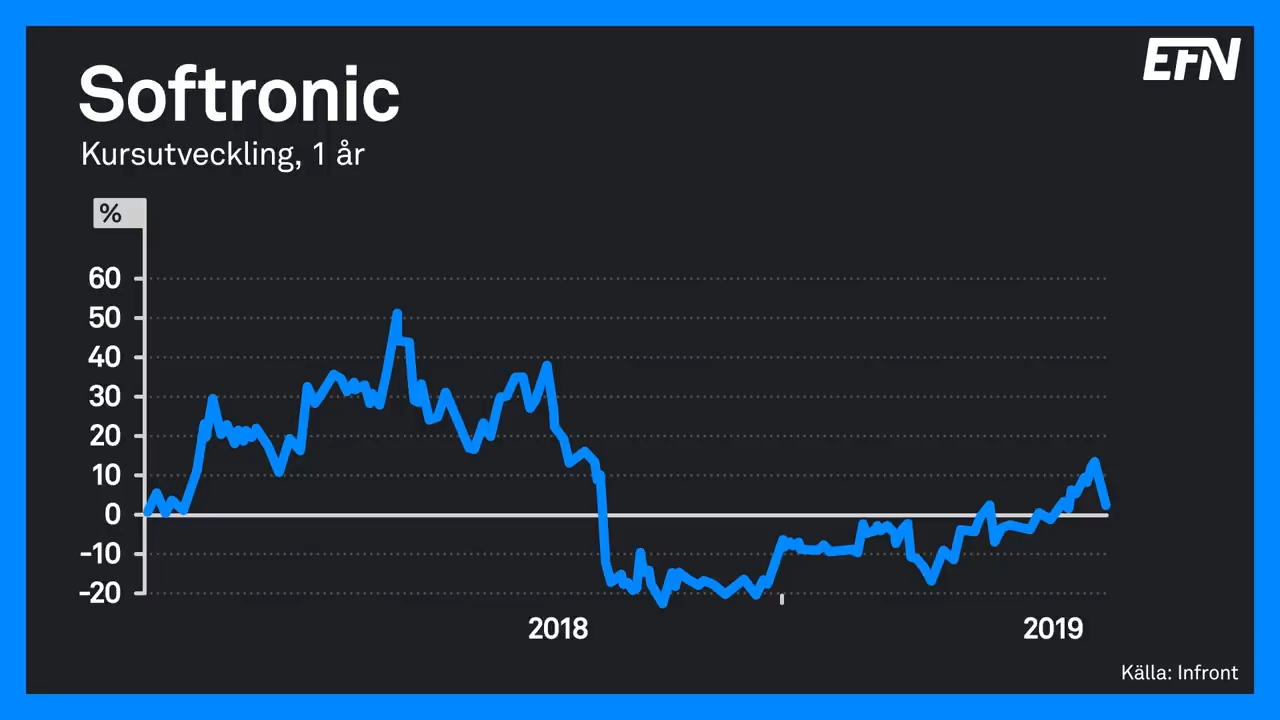 EFN
Softronic
Kursutveckling, 1 år
%
60
50
40
30
20
10
0
-10
-20
2018 2019
Källa: Infront